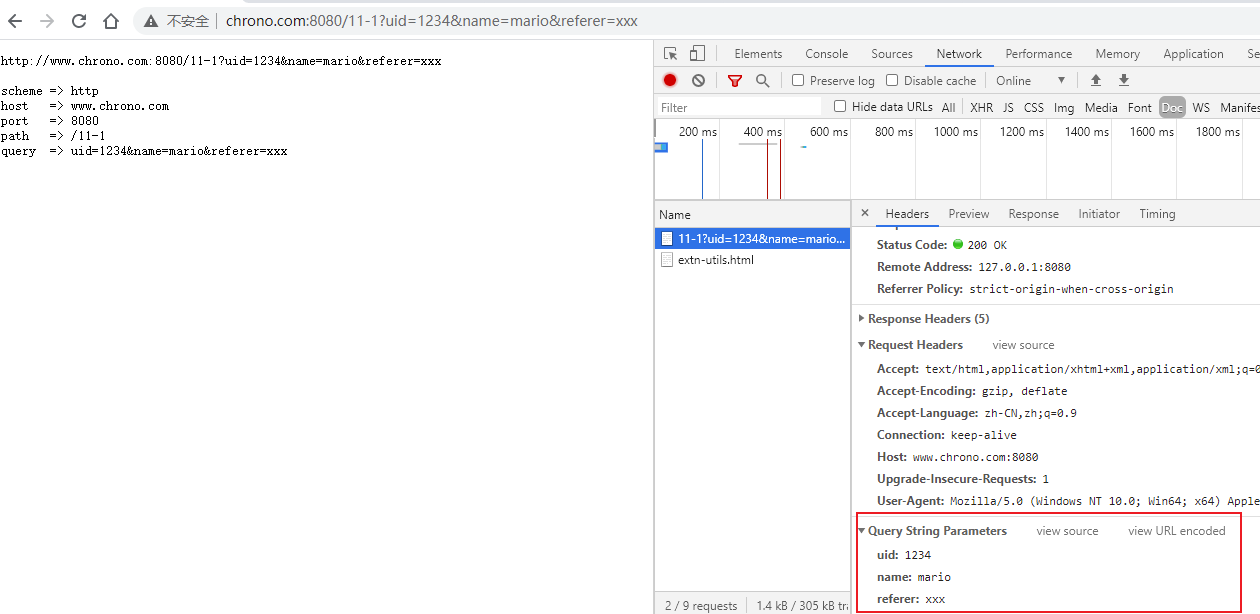 不安全 | chrono.com:8080/11-1?uid=1234&name=mario&referer=xxx
http://www.chrono.com:8080/11-1?uid=1234&name=mario&referer=xxx
scheme => http
host => www.chrono.com
port => 8080
path => /11-1
query => uid=1234&name=mario&referer=xxx
Elements Console Sources Network Performance Memory Application Se
Preserve log Disable cache Online
Filter Hide data URLs All XHR JS CSS Img Media Font Doc WS Manifes
200 ms 400 ms 600 ms 800 ms 1000 ms 1200 ms 1400 ms 1600 ms 1800 ms
Name
11-1?uid=1234&name=mario...
extn-utils.html
2 / 9 requests 1.4 kB / 305 kB tra
× Headers Preview Response Initiator Timing
Status Code: 200 OK
Remote Address: 127.0.0.1:8080
Referrer Policy: strict-origin-when-cross-origin
Response Headers (5)
Request Headers view source
Accept: text/html,application/xhtml+xml,application/xml;q=0
Accept-Encoding: gzip, deflate
Accept-Language: zh-CN,zh;q=0.9
Connection: keep-alive
Host: www.chrono.com:8080
Upgrade-Insecure-Requests: 1
User-Agent: Mozilla/5.0 (Windows NT 10.0; Win64; x64) Apple
Query String Parameters view source view URL encoded
uid: 1234
name: mario
referer: xxx